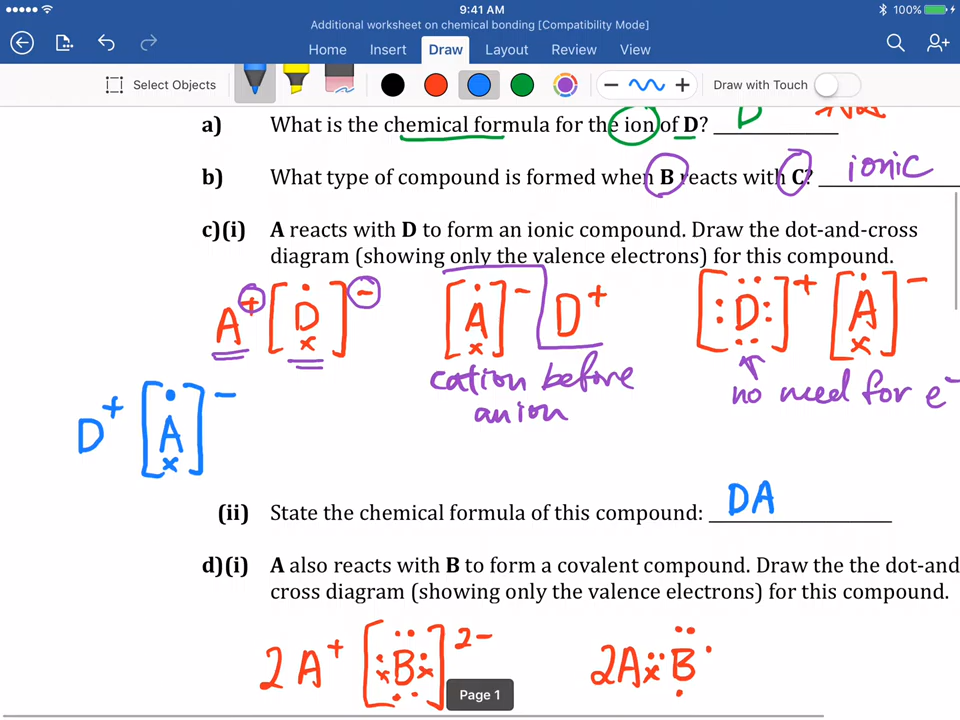 9:41 AM
100%
Additional worksheet on chemical bonding [Compatibility Mode]
Home Insert Draw Layout Review View
Select Objects
Draw with Touch
a) What is the chemical formula for the ion of D? D
b) What type of compound is formed when B reacts with C? ionic
c)(i) A reacts with D to form an ionic compound. Draw the dot-and-cross
diagram (showing only the valence electrons) for this compound.
A+ [D]− [A]− D+ [D]+ [A]−
cation before
anion
no need for e−
D+ [A]−
(ii) State the chemical formula of this compound: DA
d)(i) A also reacts with B to form a covalent compound. Draw the the dot-and
cross diagram (showing only the valence electrons) for this compound.
2A+ [B]2− 2A B
Page 1